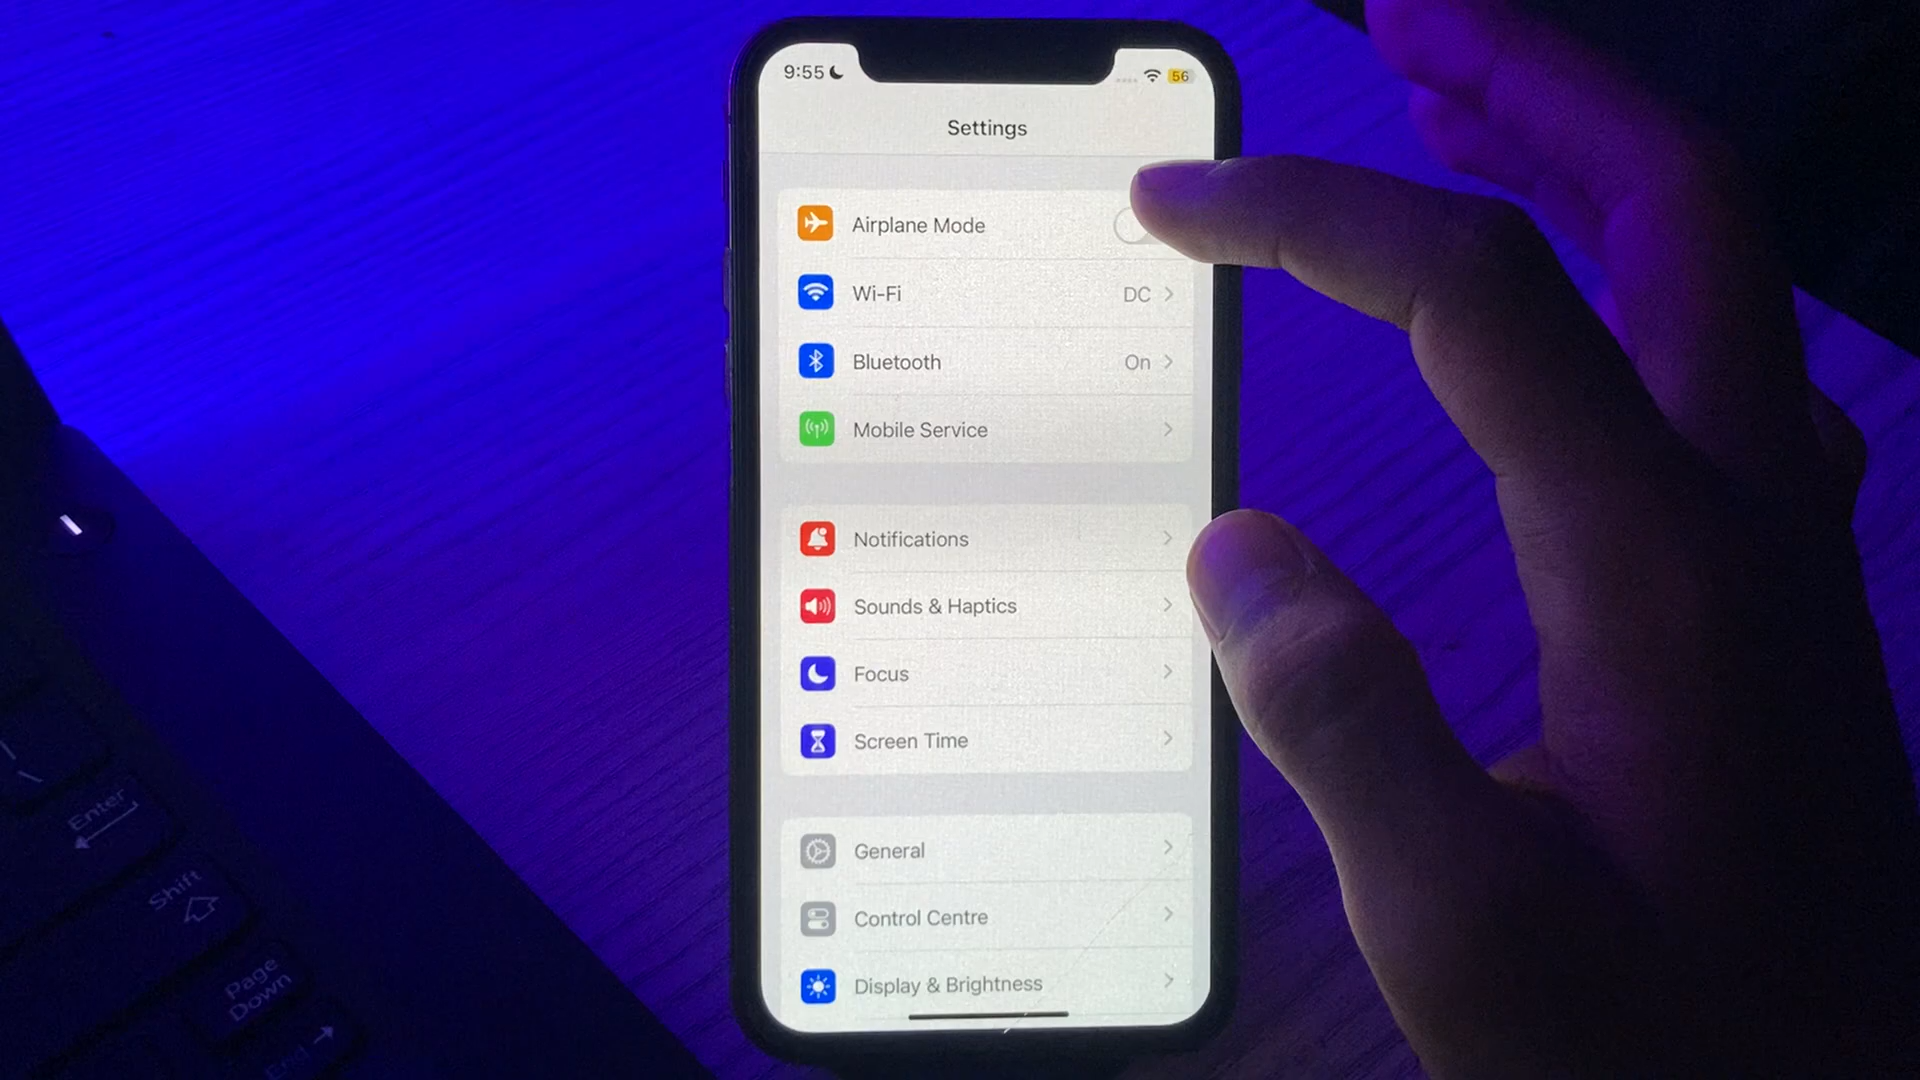 9:55
56
Settings
Airplane Mode
Wi-Fi DC
Bluetooth On
Mobile Service
Notifications
Sounds & Haptics
Focus
Screen Time
General
Control Centre
Display & Brightness
\
Enter
Shift
Page
Down
End